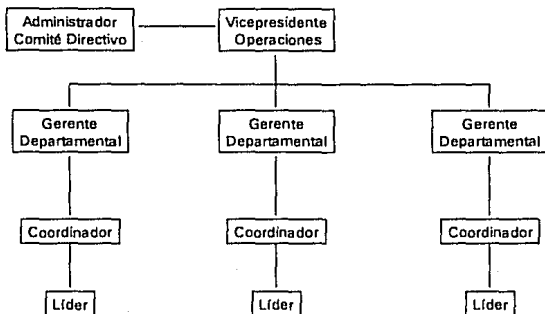 Administrador
Comité Directivo
Vicepresidente
Operaciones
Gerente
Departamental
Gerente
Departamental
Gerente
Departamental
Coordinador
Coordinador
Coordinador
Líder
Líder
Líder